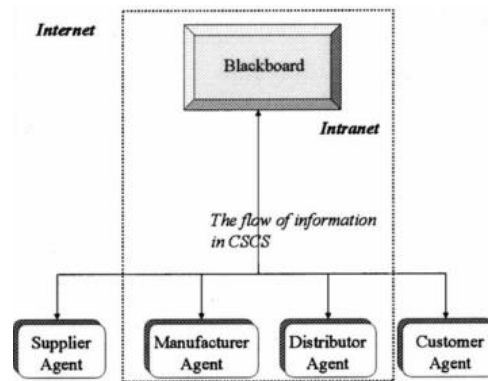 Internet
Blackboard
Intranet
The flow of information
in CSCS
Supplier
Agent
Manufacturer
Agent
Distributor
Agent
Customer
Agent